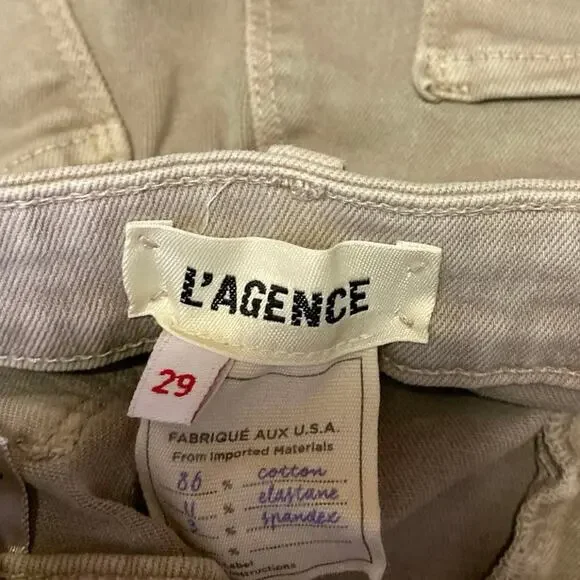 L'AGENCE
29
FABRIQUÉ AUX U.S.A.
From Imported Materials
86 % cotton
% elastane
% spandex
%